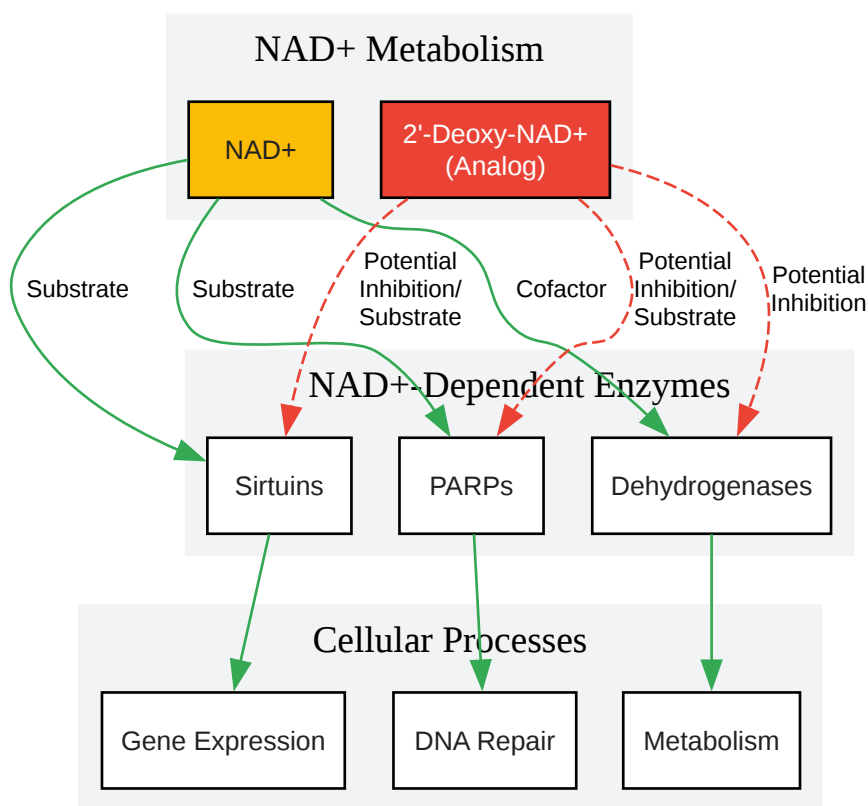 NAD+ Metabolism
NAD+
2'-Deoxy-NAD+
(Analog)
Substrate
Substrate
Potential
Inhibition/
Substrate
Cofactor
Potential
Inhibition/
Substrate
Potential
Inhibition
NAD+-Dependent Enzymes
Sirtuins
PARPs
Dehydrogenases
Cellular Processes
Gene Expression
DNA Repair
Metabolism